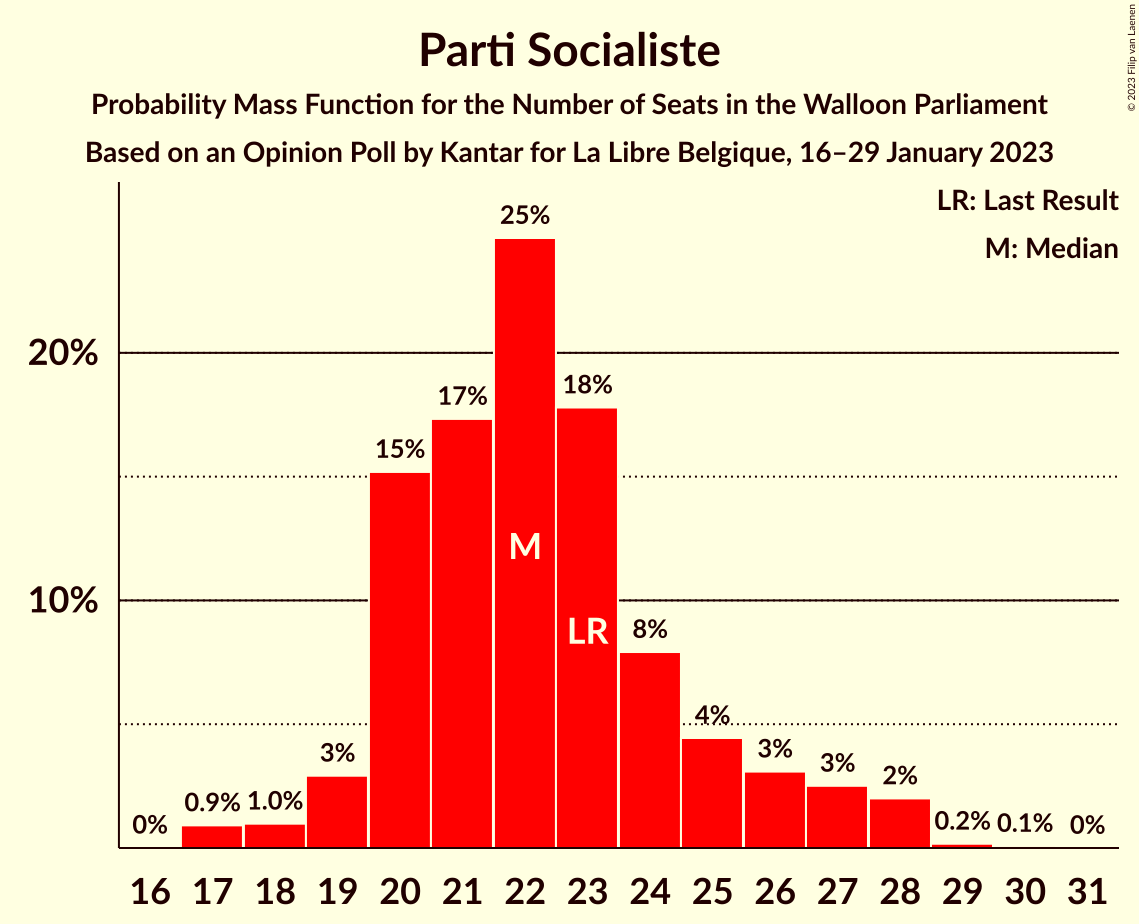 Parti Socialiste
Probability Mass Function for the Number of Seats in the Walloon Parliament
Based on an Opinion Poll by Kantar for La Libre Belgique, 16–29 January 2023
© 2023 Filip van Laenen
LR: Last Result
M: Median
20%
10%
0%
0.9%
1.0%
3%
15%
17%
25%
18%
8%
4%
3%
3%
2%
0.2%
0.1%
0%
M
LR
16 17 18 19 20 21 22 23 24 25 26 27 28 29 30 31